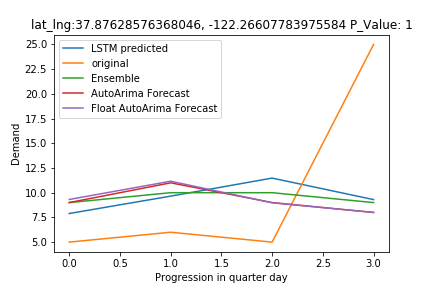 lat_lng:37.87628576368046, -122.26607783975584 P_Value: 1
25.0
22.5
20.0
17.5
15.0
12.5
10.0
7.5
5.0
Demand
LSTM predicted
original
Ensemble
AutoArima Forecast
Float AutoArima Forecast
0.0 0.5 1.0 1.5 2.0 2.5 3.0
Progression in quarter day